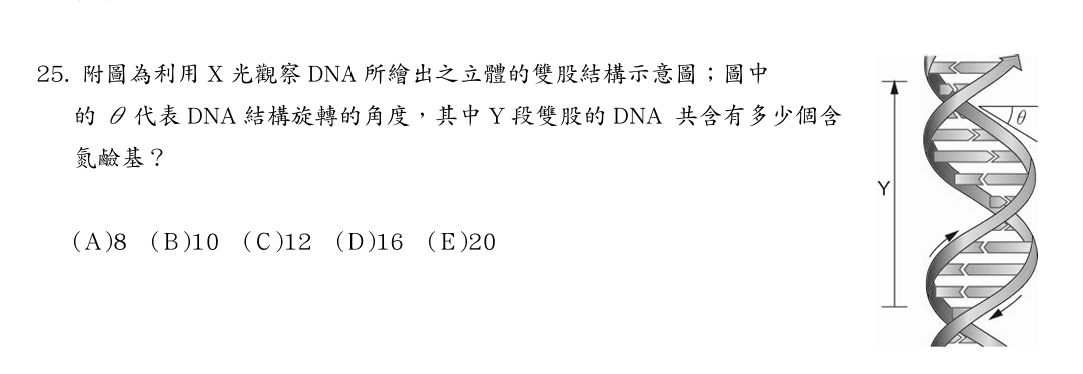 25. 附圖為利用 X 光觀察 DNA 所繪出之立體的雙股結構示意圖；圖中
的 θ 代表 DNA 結構旋轉的角度，其中 Y 段雙股的 DNA 共含有多少個含
氮鹼基？
(A)8 (B)10 (C)12 (D)16 (E)20
θ
Y